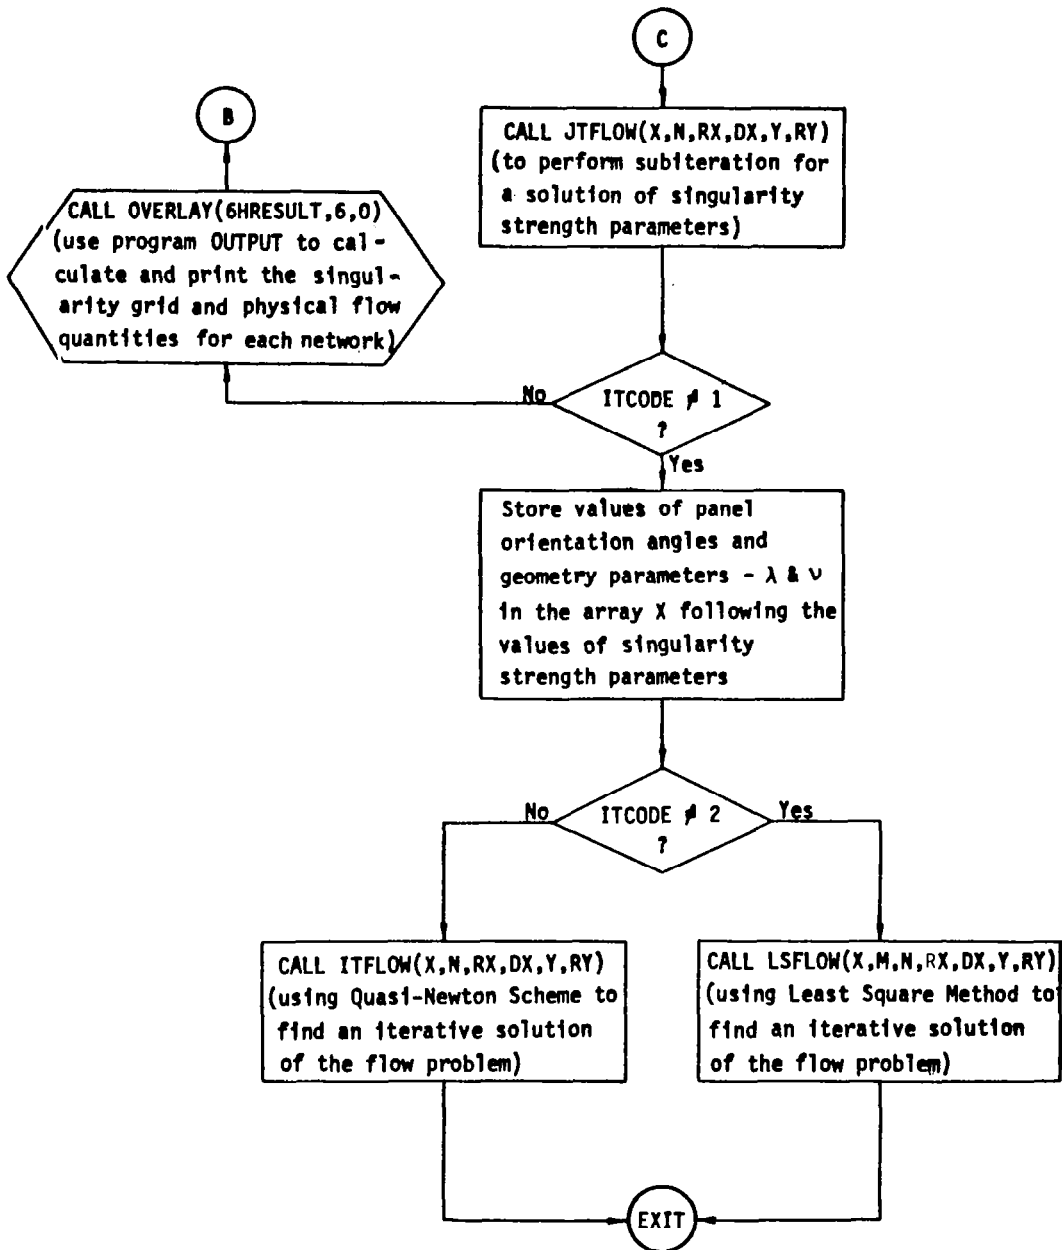 C
CALL JTFLOW(X,N,RX,DX,Y,RY)
(to perform subiteration for
a solution of singularity
strength parameters)
B
CALL OVERLAY(6HRESULT,6,0)
(use program OUTPUT to cal-
culate and print the singul-
arity grid and physical flow
quantities for each network)
No
ITCODE ≠ 1
?
Yes
Store values of panel
orientation angles and
geometry parameters - λ & ν
in the array X following the
values of singularity
strength parameters
No
ITCODE ≠ 2
?
Yes
CALL ITFLOW(X,N,RX,DX,Y,RY)
(using Quasi-Newton Scheme to
find an iterative solution
of the flow problem)
CALL LSFLOW(X,M,N,RX,DX,Y,RY)
(using Least Square Method to
find an iterative solution
of the flow problem)
EXIT